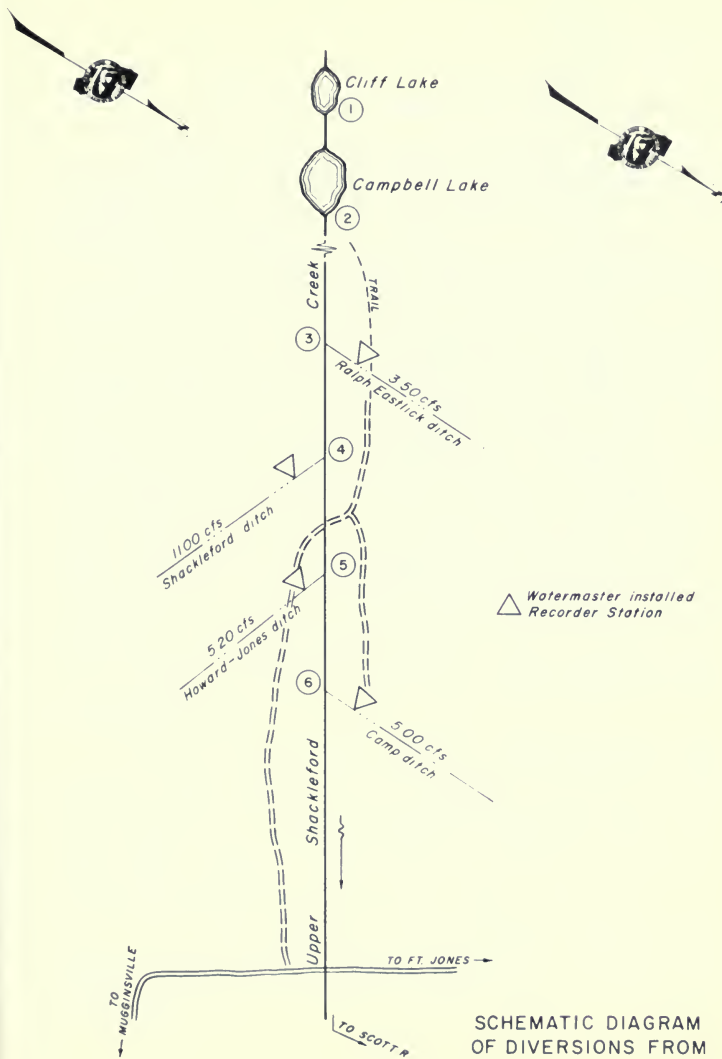 Cliff Lake
1
Campbell Lake
2
Creek
TRAIL
3
3.50 cfs
Ralph Eastlick ditch
4
11.00 cfs
Shackleford ditch
5
5.20 cfs
Howard-Jones ditch
Watermaster installed
Recorder Station
6
5.00 cfs
Camp ditch
Shackleford
Upper
TO FT. JONES
TO
MUGGINSVILLE
TO SCOTT R
SCHEMATIC DIAGRAM
OF DIVERSIONS FROM